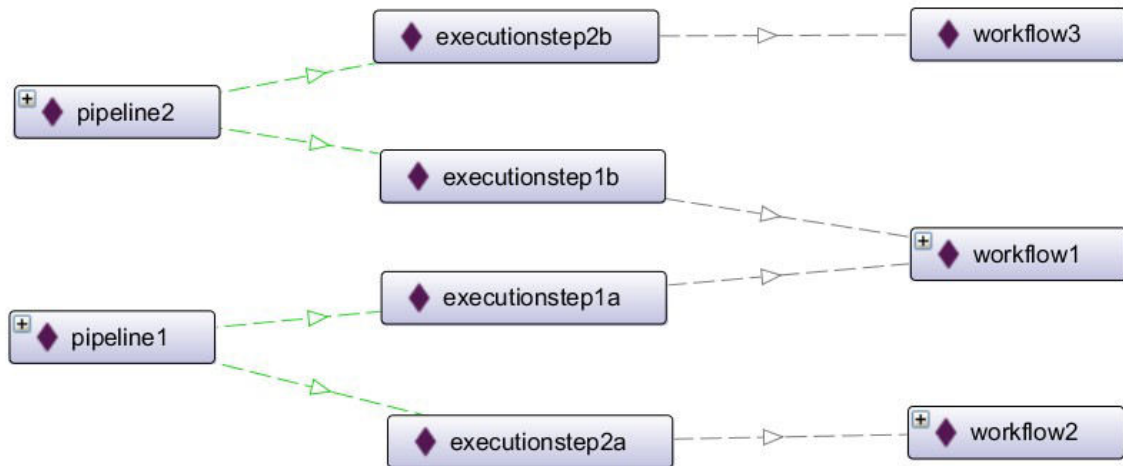 executionstep2b
workflow3
pipeline2
executionstep1b
workflow1
executionstep1a
pipeline1
executionstep2a
workflow2